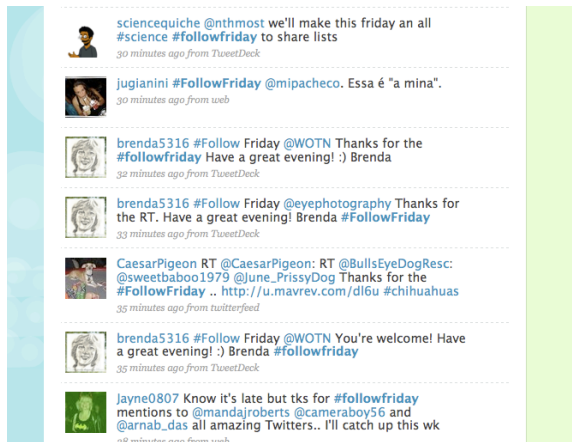 sciencequiche @nthmost we'll make this friday an all
#science #followfriday to share lists
30 minutes ago from TweetDeck
jugianini #FollowFriday @mipacheco. Essa é "a mina".
30 minutes ago from web
brenda5316 #Follow Friday @WOTN Thanks for the
#followfriday Have a great evening! :) Brenda
32 minutes ago from TweetDeck
brenda5316 #Follow Friday @eyephotography Thanks for
the RT. Have a great evening! Brenda #FollowFriday
33 minutes ago from TweetDeck
CaesarPigeon RT @CaesarPigeon: RT @BullsEyeDogResc:
@sweetbaboo1979 @June_PrissyDog Thanks for the
#FollowFriday .. http://u.mavrev.com/dl6u #chihuahuas
35 minutes ago from twitterfeed
brenda5316 #Follow Friday @WOTN You're welcome! Have
a great evening! :) Brenda #followfriday
35 minutes ago from TweetDeck
Jayne0807 Know it's late but tks for #followfriday
mentions to @mandajroberts @cameraboy56 and
@arnab_das all amazing Twitters.. I'll catch up this wk
38 minutes ago from web